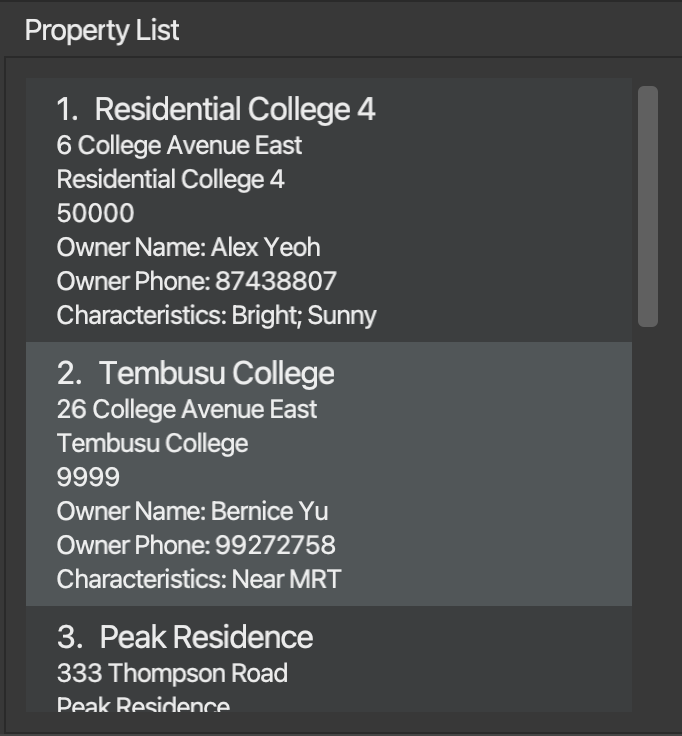 Property List
1. Residential College 4
6 College Avenue East
Residential College 4
50000
Owner Name: Alex Yeoh
Owner Phone: 87438807
Characteristics: Bright; Sunny
2. Tembusu College
26 College Avenue East
Tembusu College
9999
Owner Name: Bernice Yu
Owner Phone: 99272758
Characteristics: Near MRT
3. Peak Residence
333 Thompson Road
Peak Residence